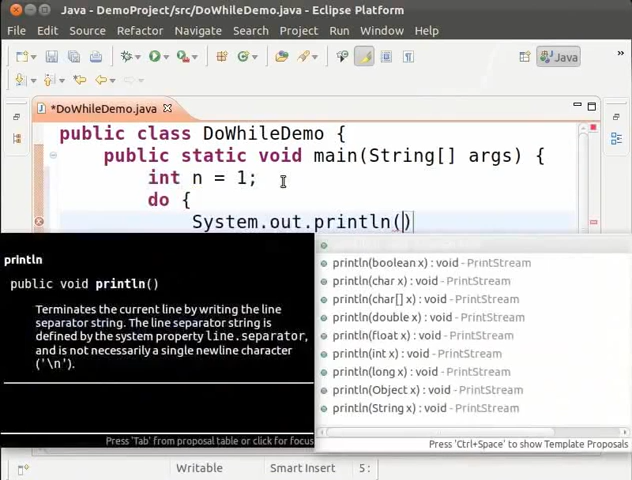 Java - DemoProject/src/DoWhileDemo.java - Eclipse Platform
File Edit Source Refactor Navigate Search Project Run Window Help
Java
*DoWhileDemo.java
public class DoWhileDemo {
public static void main(String[] args) {
int n = 1;
do {
System.out.println()
println
public void println()
Terminates the current line by writing the line
separator string. The line separator string is
defined by the system property line.separator,
and is not necessarily a single newline character
('\n').
Press 'Tab' from proposal table or click for focus
println(boolean x) : void - PrintStream
println(char x) : void - PrintStream
println(char[] x) : void - PrintStream
println(double x) : void - PrintStream
println(float x) : void - PrintStream
println(int x) : void - PrintStream
println(long x) : void - PrintStream
println(Object x) : void - PrintStream
println(String x) : void - PrintStream
Press 'Ctrl+Space' to show Template Proposals
Writable Smart Insert 5 :